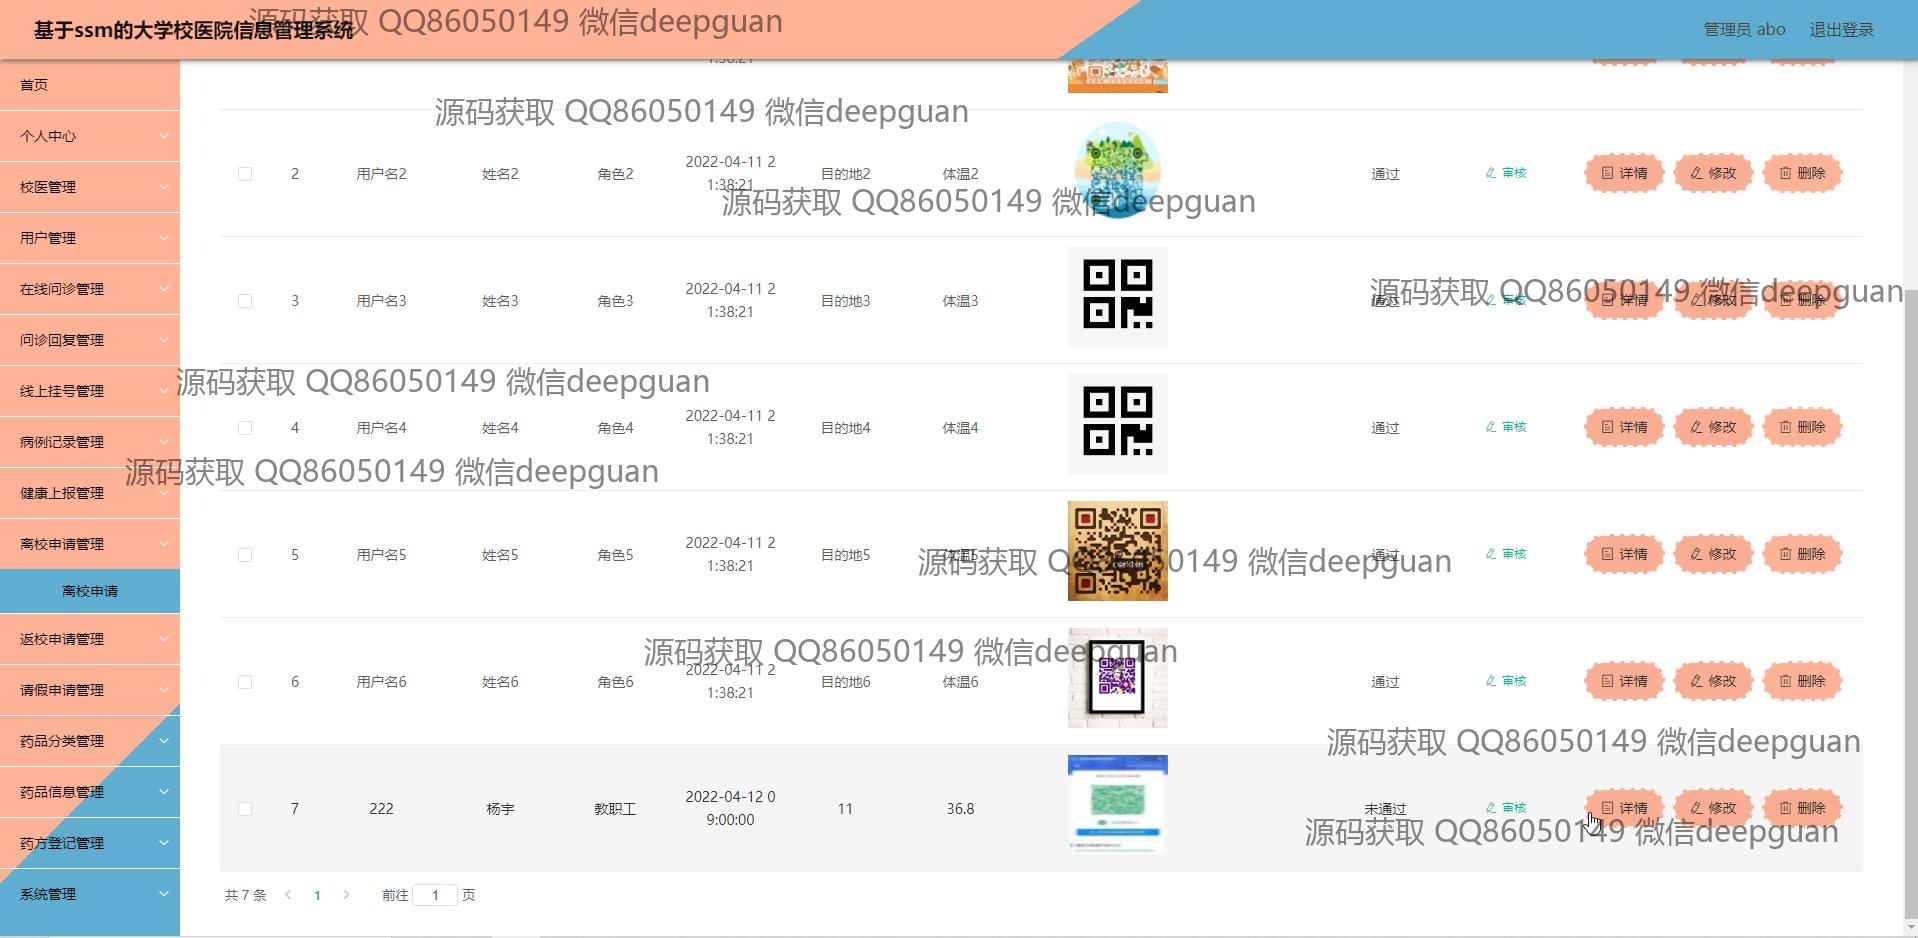 基于ssm的大学校医院信息管理系统
源码获取 QQ86050149 微信deepguan
管理员 abo 退出登录
首页
个人中心
校医管理
用户管理
在线问诊管理
问诊回复管理
线上挂号管理
病例记录管理
健康上报管理
离校申请管理
离校申请
返校申请管理
请假申请管理
药品分类管理
药品信息管理
药方登记管理
系统管理
1:38:21
源码获取 QQ86050149 微信deepguan
2 用户名2 姓名2 角色2 2022-04-11 2 目的地2 体温2 通过 审核 详情 修改 删除
1:38:21
源码获取 QQ86050149 微信deepguan
3 用户名3 姓名3 角色3 2022-04-11 2 目的地3 体温3 通过 审核 详情 修改 删除
1:38:21
源码获取 QQ86050149 微信deepguan
源码获取 QQ86050149 微信deepguan
4 用户名4 姓名4 角色4 2022-04-11 2 目的地4 体温4 通过 审核 详情 修改 删除
1:38:21
源码获取 QQ86050149 微信deepguan
5 用户名5 姓名5 角色5 2022-04-11 2 目的地5 体温5 通过 审核 详情 修改 删除
1:38:21
源码获取 QQ86050149 微信deepguan
源码获取 QQ86050149 微信deepguan
6 用户名6 姓名6 角色6 2022-04-11 2 目的地6 体温6 通过 审核 详情 修改 删除
1:38:21
源码获取 QQ86050149 微信deepguan
7 222 杨宇 教职工 2022-04-12 0 11 36.8 未通过 审核 详情 修改 删除
9:00:00
源码获取 QQ86050149 微信deepguan
共 7 条 1 前往 1 页